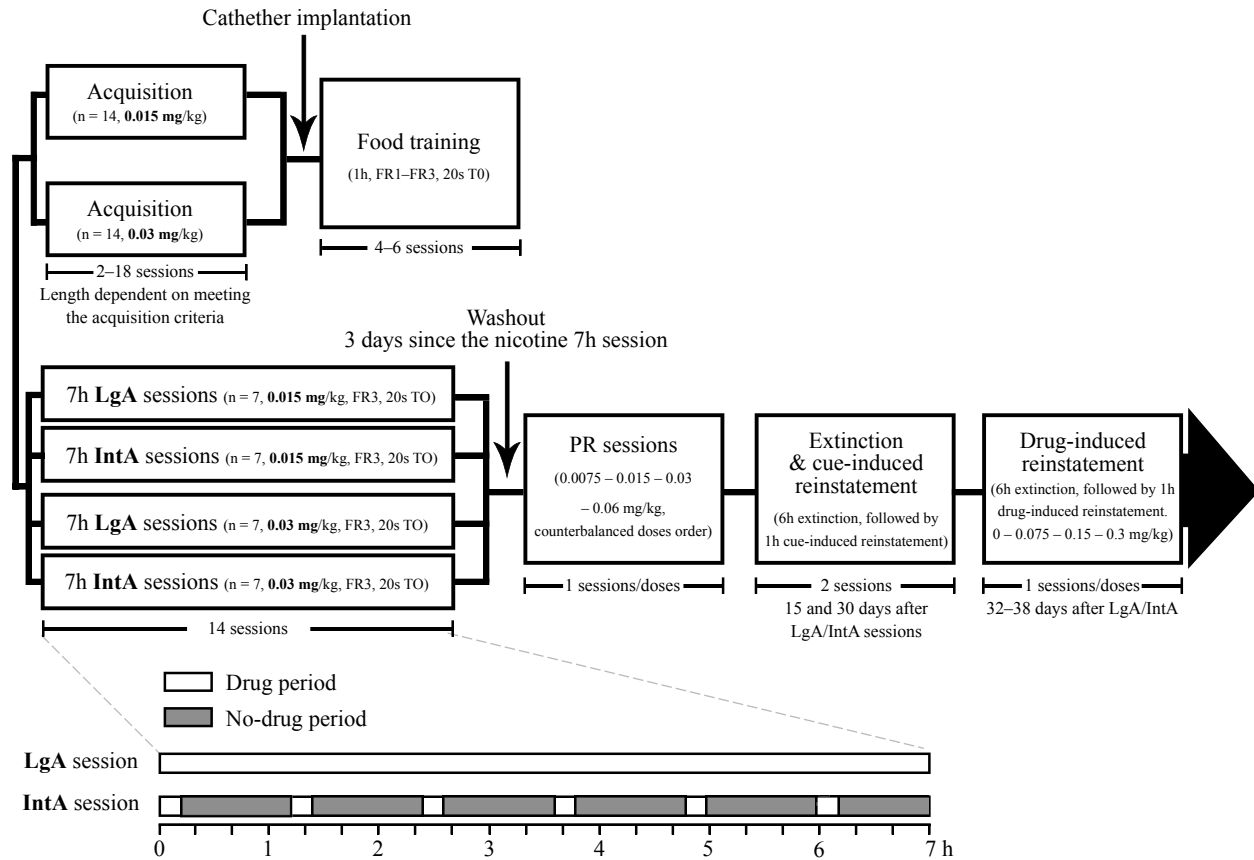 Cathether implantation
Acquisition
(n = 14, 0.015 mg/kg)
Acquisition
(n = 14, 0.03 mg/kg)
2–18 sessions
Length dependent on meeting
the acquisition criteria
Food training
(1h, FR1–FR3, 20s T0)
4–6 sessions
Washout
3 days since the nicotine 7h session
7h LgA sessions (n = 7, 0.015 mg/kg, FR3, 20s TO)
7h IntA sessions (n = 7, 0.015 mg/kg, FR3, 20s TO)
7h LgA sessions (n = 7, 0.03 mg/kg, FR3, 20s TO)
7h IntA sessions (n = 7, 0.03 mg/kg, FR3, 20s TO)
14 sessions
PR sessions
(0.0075 – 0.015 – 0.03
– 0.06 mg/kg,
counterbalanced doses order)
1 sessions/doses
Extinction
& cue-induced
reinstatement
(6h extinction, followed by
1h cue-induced reinstatement)
2 sessions
15 and 30 days after
LgA/IntA sessions
Drug-induced
reinstatement
(6h extinction, followed by 1h
drug-induced reinstatement.
0 – 0.075 – 0.15 – 0.3 mg/kg)
1 sessions/doses
32–38 days after LgA/IntA
Drug period
No-drug period
LgA session
IntA session
0 1 2 3 4 5 6 7 h